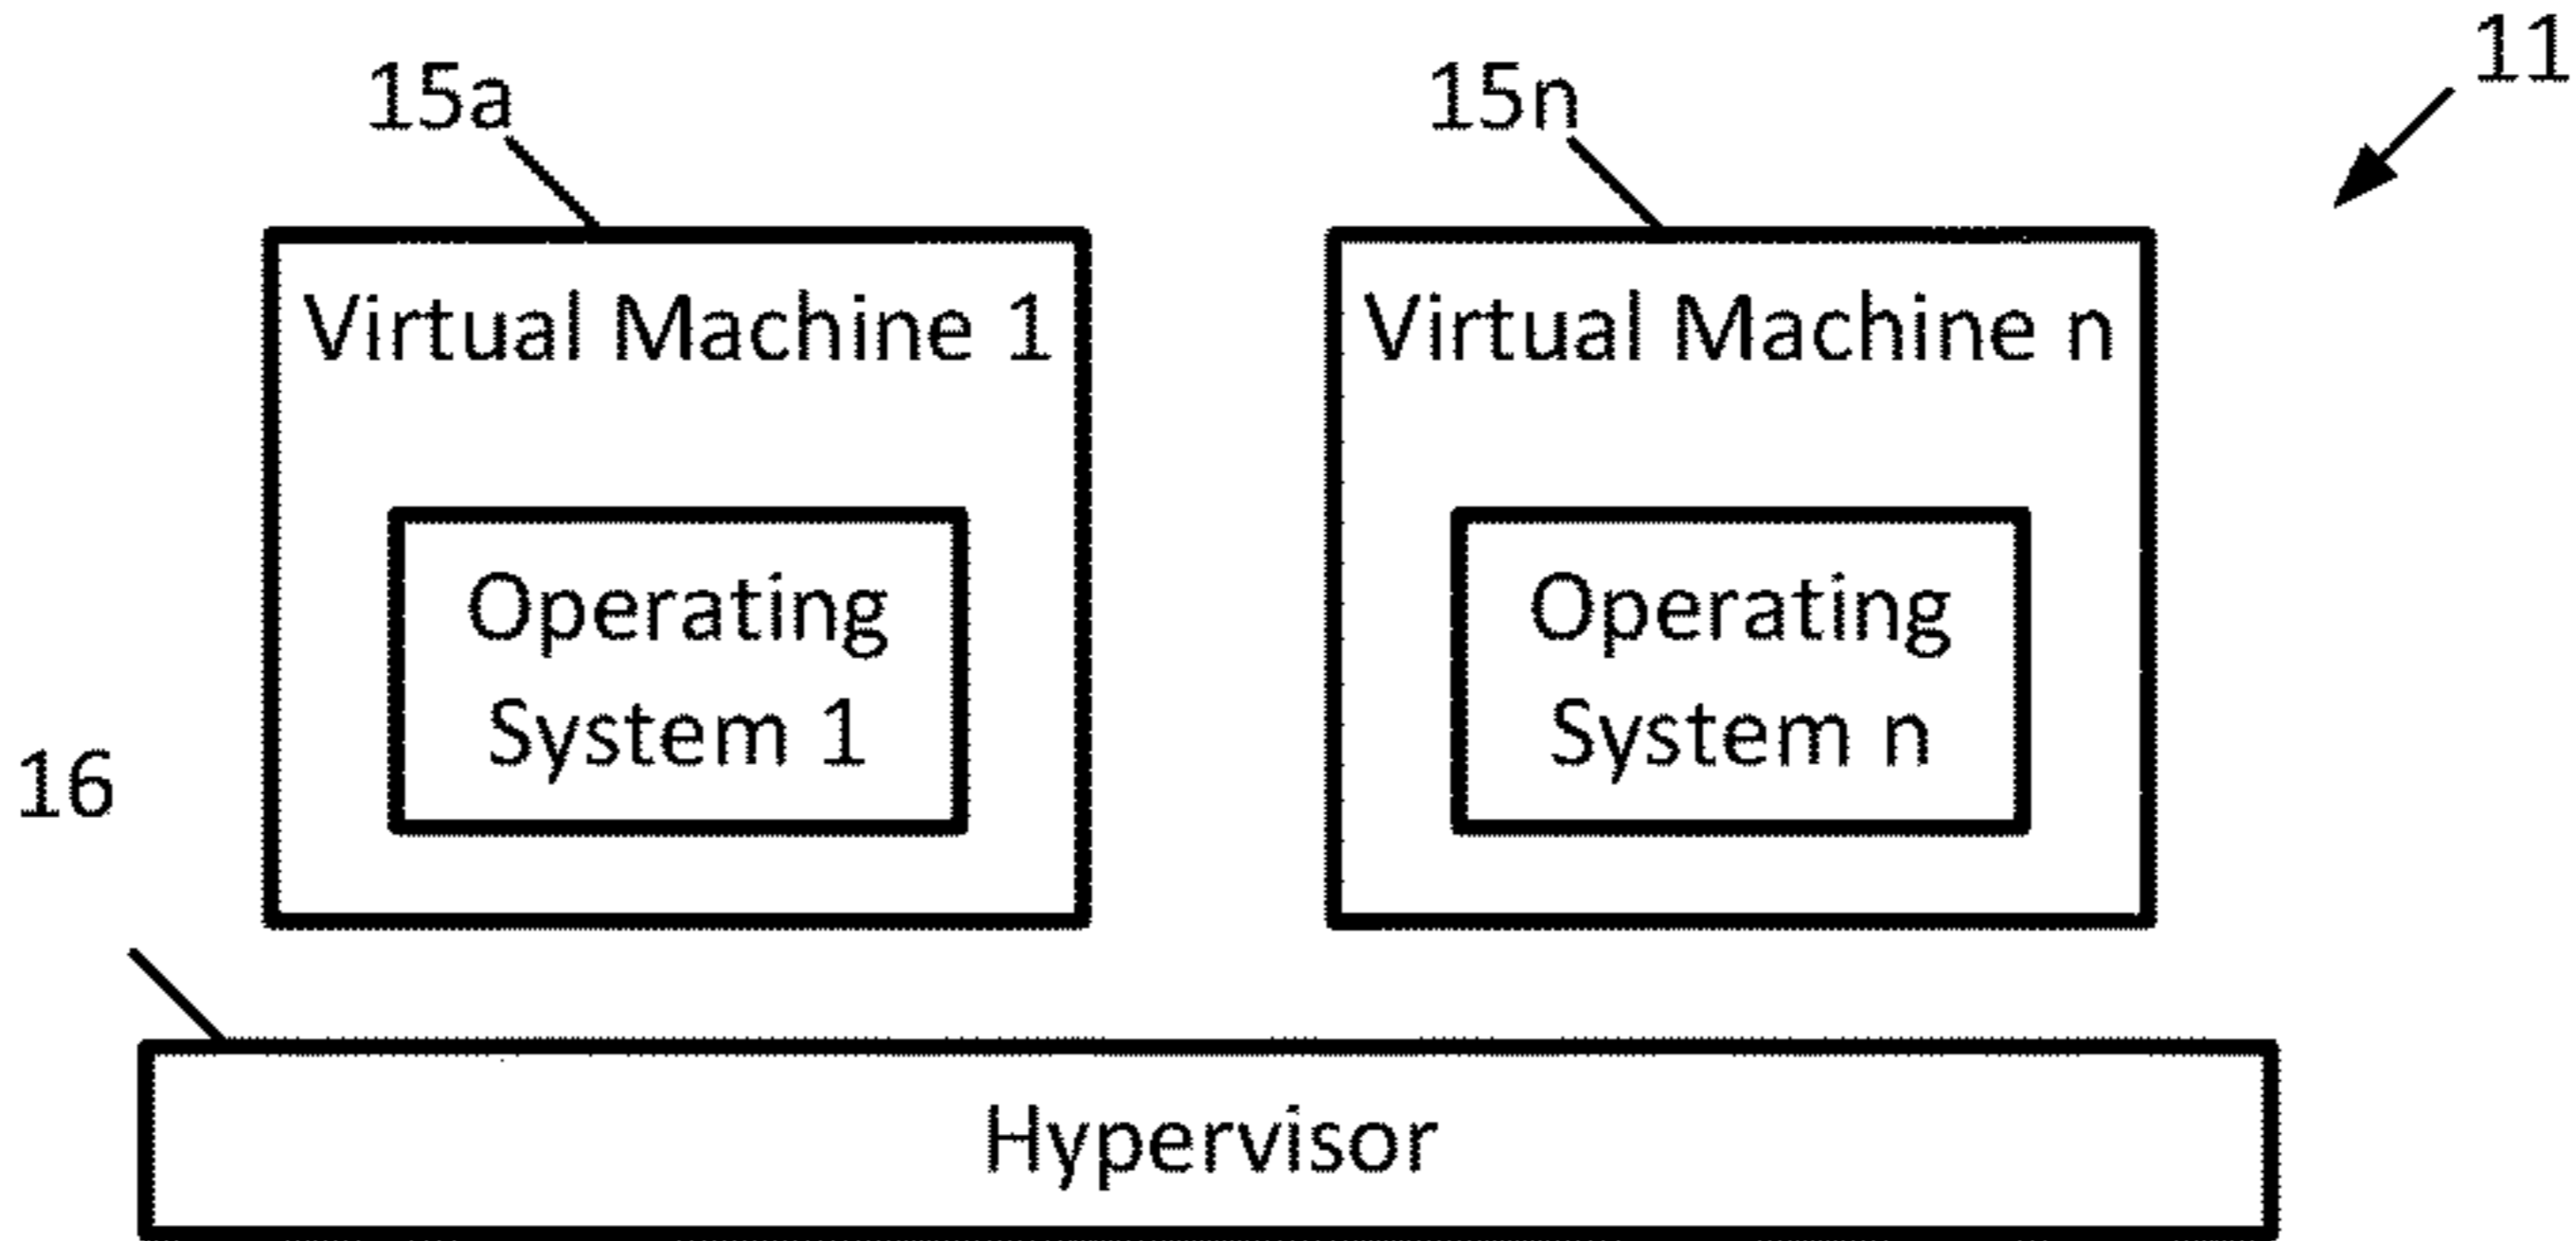 11
15a
15n
Virtual Machine 1
Virtual Machine n
Operating
System 1
Operating
System n
16
Hypervisor